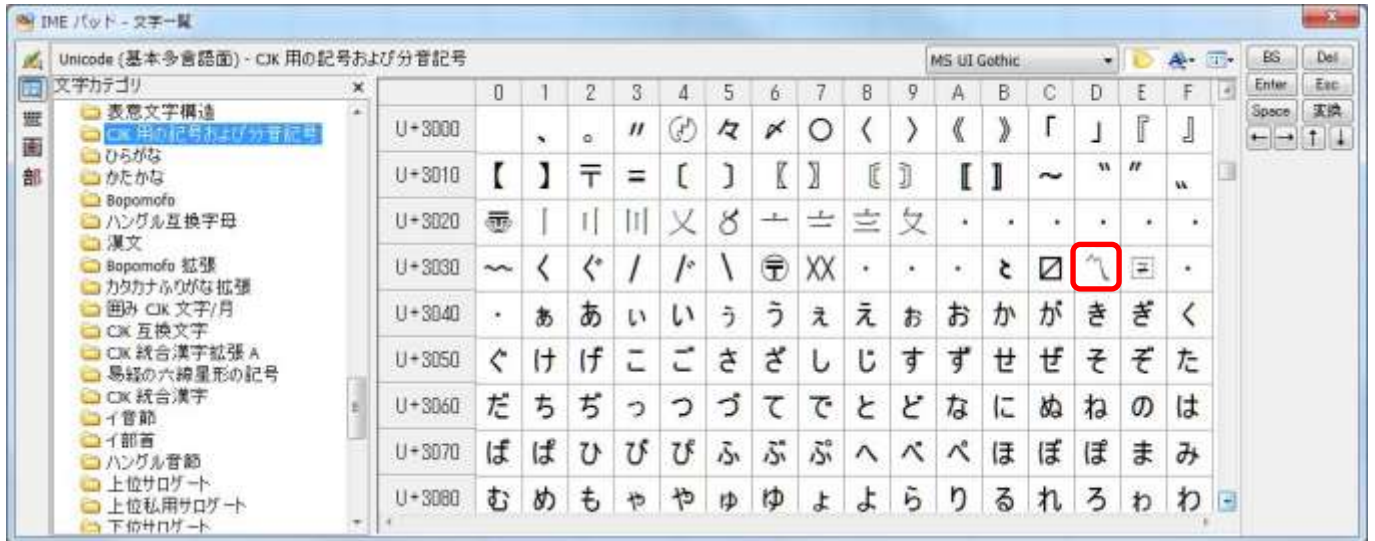 IME パッド - 文字一覧
Unicode (基本多言語面) - CJK 用の記号および分音記号
MS UI Gothic
BS Del
Enter Esc
Space 変換
← → ↑ ↓
画
部
文字カテゴリ ×
表意文字構造
CJK 用の記号および分音記号
ひらがな
かたかな
Bopomofo
ハングル互換字母
漢文
Bopomofo 拡張
カタカナふりがな拡張
囲み CJK 文字/月
CJK 互換文字
CJK 統合漢字拡張 A
易経の六線星形の記号
CJK 統合漢字
イ音節
イ部首
ハングル音節
上位サロゲート
上位私用サロゲート
下位サロゲート
0 1 2 3 4 5 6 7 8 9 A B C D E F
U+3000 、 。 〃 〄 々 〆 〇 〈 〉 《 》 「 」 『 』
U+3010 【 】 〒 〓 〔 〕 〖 〗 〘 〙 〚 〛 〜 〝 〞 〟
U+3020 〠 〡 〢 〣 〤 〥 〦 〧 〨 〩 ・ ・ ・ ・ ・ ・
U+3030 〰 〱 〲 〳 〴 〵 〶 〷 ・ ・ ・ 〻 〼 〽 〾 ・
U+3040 ・ ぁ あ ぃ い ぅ う ぇ え ぉ お か が き ぎ く
U+3050 ぐ け げ こ ご さ ざ し じ す ず せ ぜ そ ぞ た
U+3060 だ ち ぢ っ つ づ て で と ど な に ぬ ね の は
U+3070 ば ぱ ひ び ぴ ふ ぶ ぷ へ べ ぺ ほ ぼ ぽ ま み
U+3080 む め も ゃ や ゅ ゆ ょ よ ら り る れ ろ ゎ わ